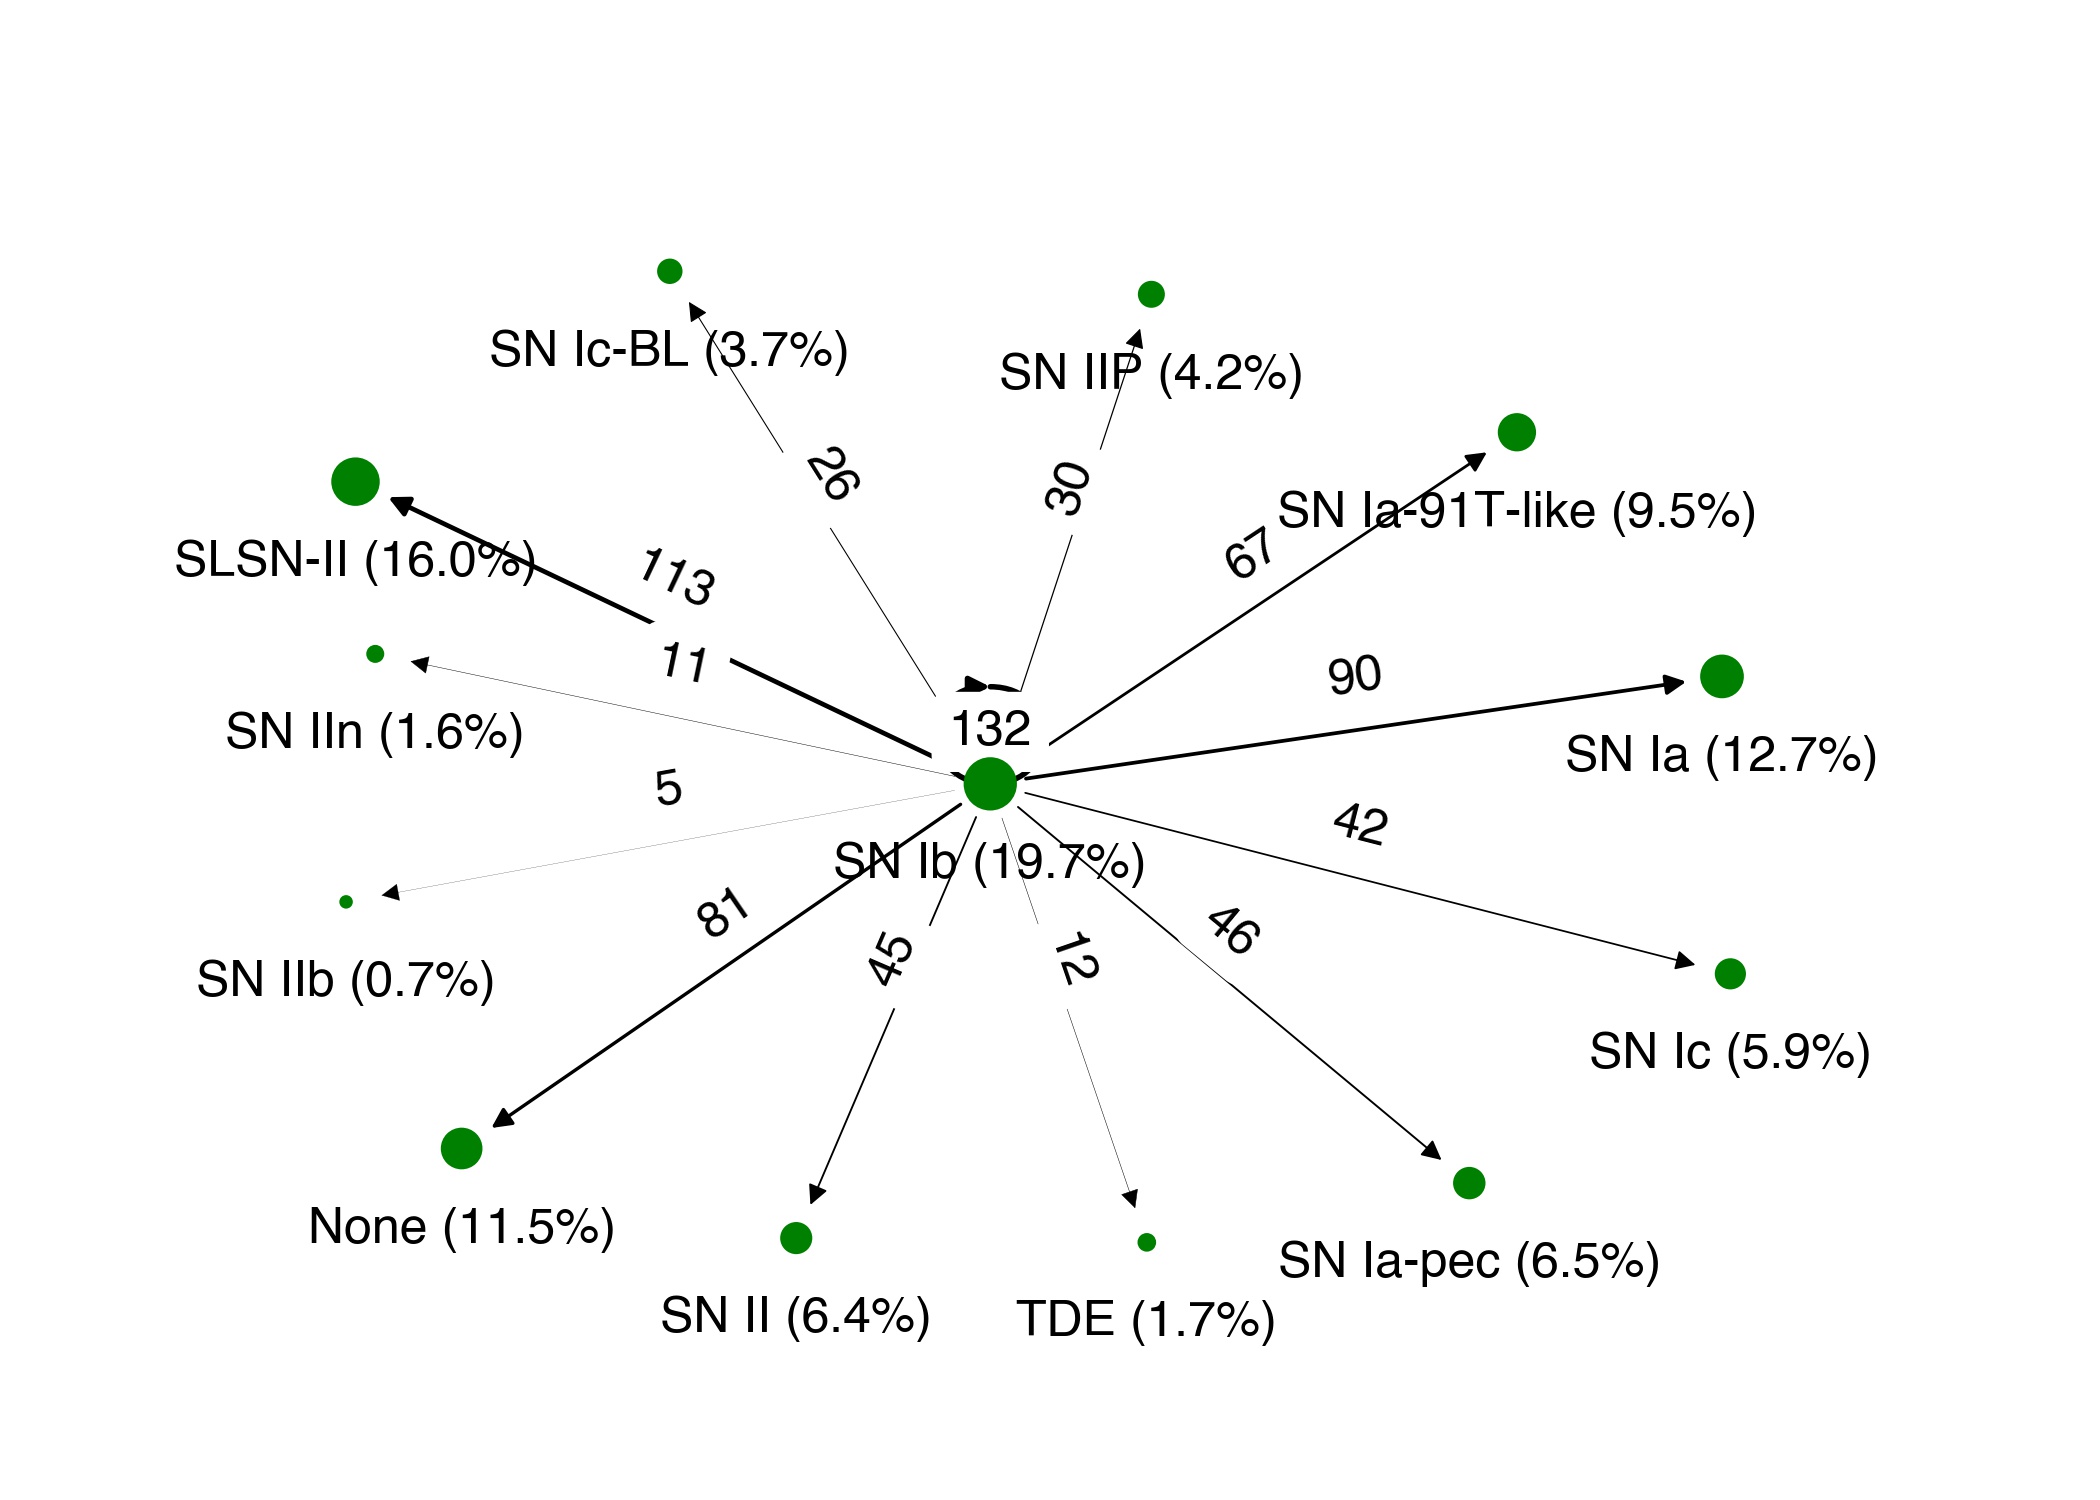 SN Ic-BL (3.7%)
SN IIP (4.2%)
26
30
SN Ia-91T-like (9.5%)
67
SLSN-II (16.0%)
113
11
90
SN IIn (1.6%)
132
SN Ia (12.7%)
5
42
SN Ib (19.7%)
81
46
45
12
SN IIb (0.7%)
SN Ic (5.9%)
None (11.5%)
SN Ia-pec (6.5%)
SN II (6.4%)
TDE (1.7%)